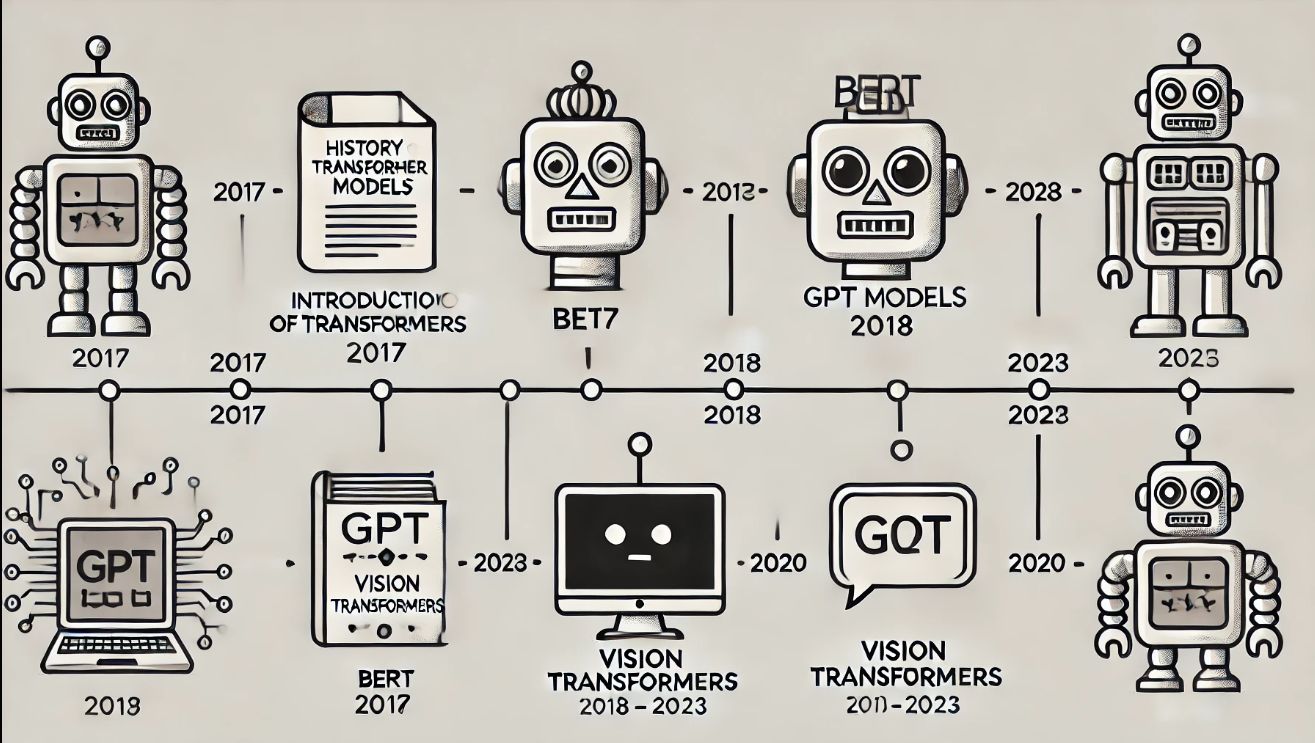 HISTORY
TRANSFORHER
MODELS
BERT
2017
2013
2028
INTRODUCTION
OF TRANSFORMERS
2017
BET7
GPT MODELS
2018
2017
2017
2018
2023
2023
2017
2018
2023
GPT
GPT
VISION
TRANSFORMERS
2023
2020
GQT
2020
BERT
2017
VISION
TRANSFORMERS
2018 – 2023
VISION
TRANSFORMERS
2018